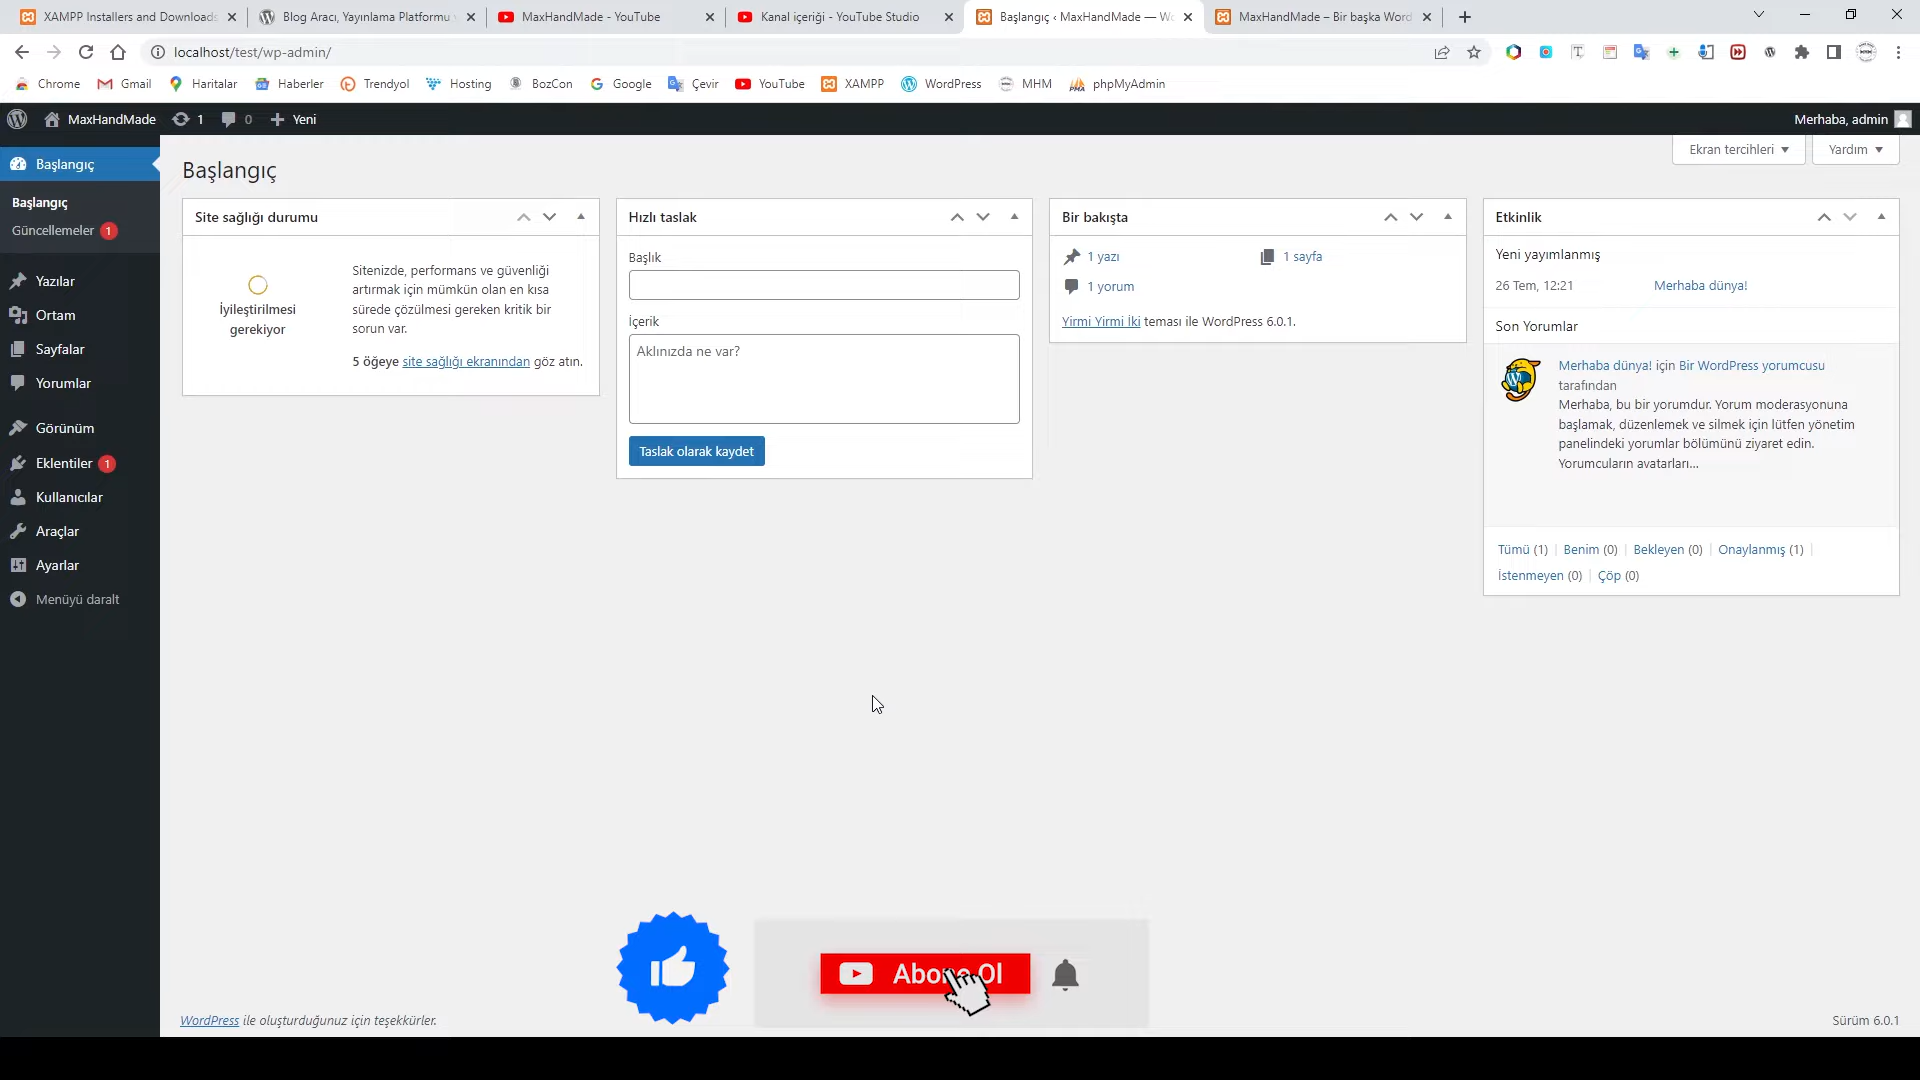 XAMPP Installers and Downloads
Blog Aracı, Yayınlama Platformu
MaxHandMade - YouTube
Kanal içeriği - YouTube Studio
Başlangıç ‹ MaxHandMade — Wo
MaxHandMade – Bir başka Word
localhost/test/wp-admin/
Chrome
Gmail
Haritalar
Haberler
Trendyol
Hosting
BozCon
Google
Çevir
YouTube
XAMPP
WordPress
MHM
phpMyAdmin
MaxHandMade
1
0
Yeni
Merhaba, admin
Başlangıç
Başlangıç
Güncellemeler 1
Yazılar
Ortam
Sayfalar
Yorumlar
Görünüm
Eklentiler 1
Kullanıcılar
Araçlar
Ayarlar
Menüyü daralt
Ekran tercihleri
Yardım
Başlangıç
Site sağlığı durumu
İyileştirilmesi
gerekiyor
Sitenizde, performans ve güvenliği
artırmak için mümkün olan en kısa
sürede çözülmesi gereken kritik bir
sorun var.
5 öğeye site sağlığı ekranından göz atın.
Hızlı taslak
Başlık
İçerik
Aklınızda ne var?
Taslak olarak kaydet
Bir bakışta
1 yazı
1 sayfa
1 yorum
Yirmi Yirmi İki teması ile WordPress 6.0.1.
Etkinlik
Yeni yayımlanmış
26 Tem, 12:21
Merhaba dünya!
Son Yorumlar
Merhaba dünya! için Bir WordPress yorumcusu
tarafından
Merhaba, bu bir yorumdur. Yorum moderasyonuna
başlamak, düzenlemek ve silmek için lütfen yönetim
panelindeki yorumlar bölümünü ziyaret edin.
Yorumcuların avatarları...
Tümü (1) | Benim (0) | Bekleyen (0) | Onaylanmış (1) |
İstenmeyen (0) | Çöp (0)
Abone Ol
WordPress ile oluşturduğunuz için teşekkürler.
Sürüm 6.0.1